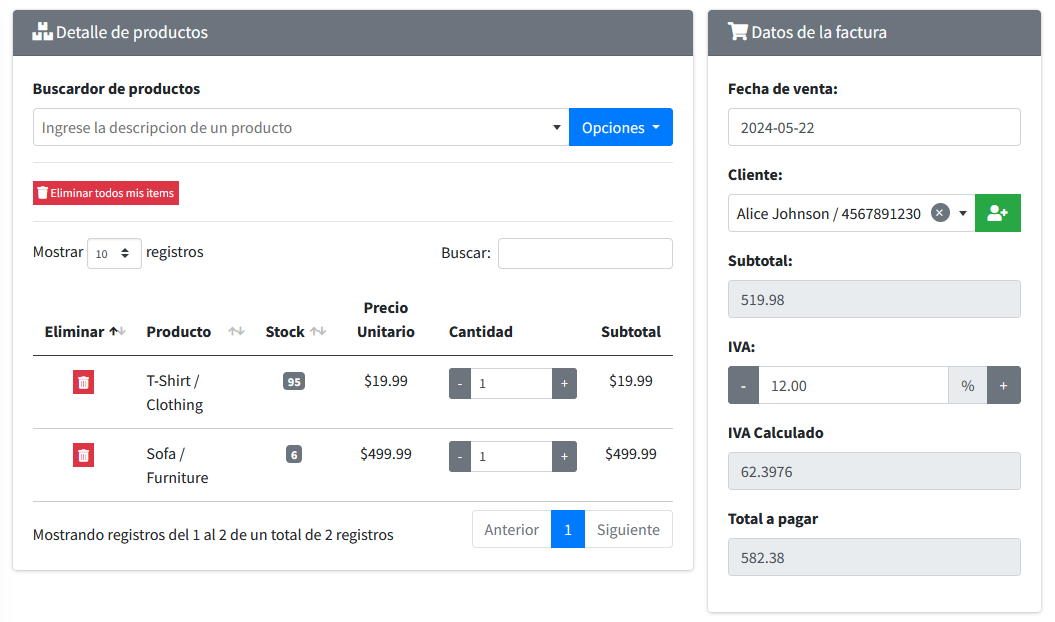 Detalle de productos
Buscardor de productos
Ingrese la descripcion de un producto
Opciones
Eliminar todos mis items
Mostrar 10 registros
Buscar:
Eliminar Producto Stock Precio Unitario Cantidad Subtotal
T-Shirt / Clothing 95 $19.99 - 1 + $19.99
Sofa / Furniture 6 $499.99 - 1 + $499.99
Mostrando registros del 1 al 2 de un total de 2 registros
Anterior 1 Siguiente
Datos de la factura
Fecha de venta:
2024-05-22
Cliente:
Alice Johnson / 4567891230
Subtotal:
519.98
IVA:
- 12.00 % +
IVA Calculado
62.3976
Total a pagar
582.38